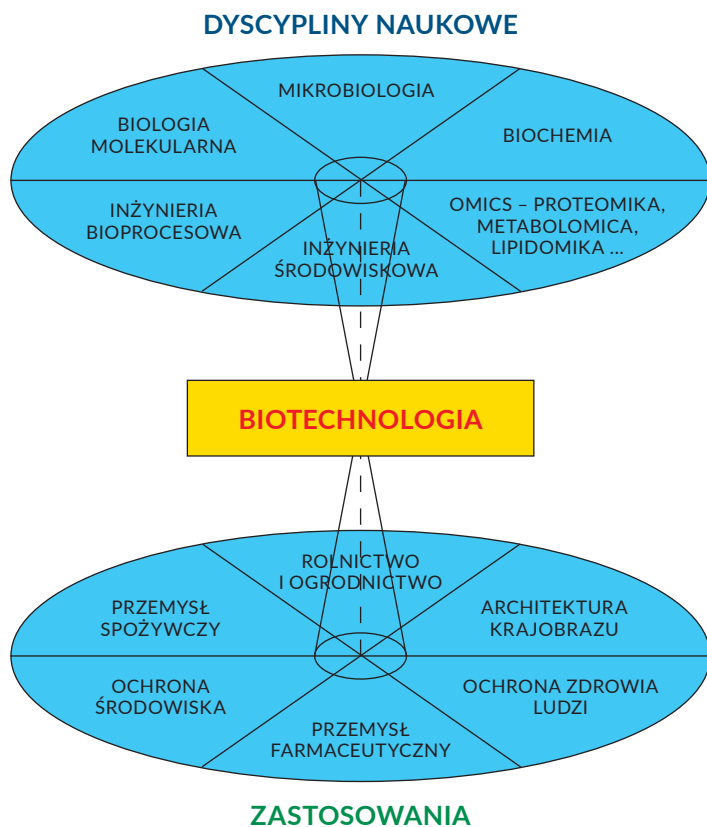 DYSCYPLINY NAUKOWE
MIKROBIOLOGIA
BIOLOGIA
MOLEKULARNA
BIOCHEMIA
INŻYNIERIA
BIOPROCESOWA
OMICS – PROTEOMIKA,
METABOLOMICA,
LIPIDOMIKA ...
INŻYNIERIA
ŚRODOWISKOWA
BIOTECHNOLOGIA
ROLNICTWO
I OGRODNICTWO
PRZEMYSŁ
SPOŻYWCZY
ARCHITEKTURA
KRAJOBRAZU
OCHRONA
ŚRODOWISKA
OCHRONA ZDROWIA
LUDZI
PRZEMYSŁ
FARMACEUTYCZNY
ZASTOSOWANIA